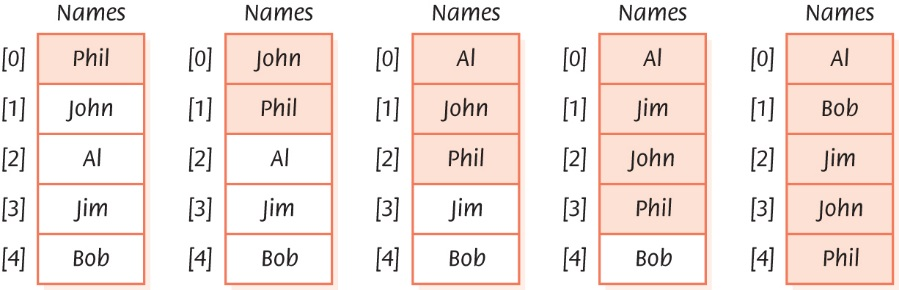 Names Names Names Names Names
[0] Phil [0] John [0] Al [0] Al [0] Al
[1] John [1] Phil [1] John [1] Jim [1] Bob
[2] Al [2] Al [2] Phil [2] John [2] Jim
[3] Jim [3] Jim [3] Jim [3] Phil [3] John
[4] Bob [4] Bob [4] Bob [4] Bob [4] Phil